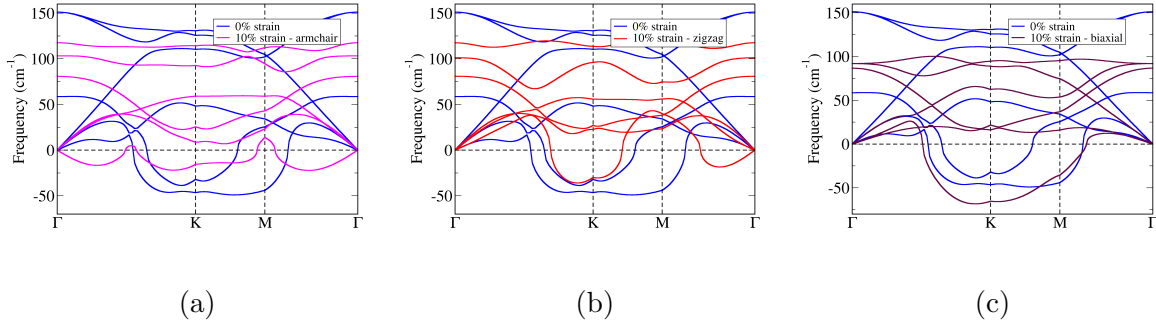 150
100
50
0
-50
Frequency (cm⁻¹)
0% strain
10% strain - armchair
Γ K M Γ
(a)
150
100
50
0
-50
Frequency (cm⁻¹)
0% strain
10% strain - zigzag
Γ K M Γ
(b)
150
100
50
0
-50
Frequency (cm⁻¹)
0% strain
10% strain - biaxial
Γ K M Γ
(c)